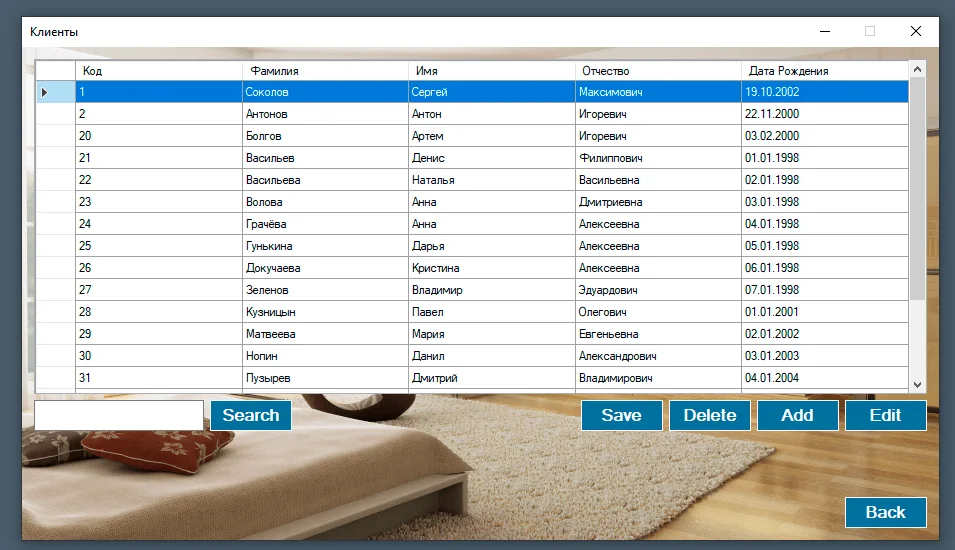 Клиенты
Код Фамилия Имя Отчество Дата Рождения
1 Соколов Сергей Максимович 19.10.2002
2 Антонов Антон Игоревич 22.11.2000
20 Болгов Артем Игоревич 03.02.2000
21 Васильев Денис Филиппович 01.01.1998
22 Васильева Наталья Васильевна 02.01.1998
23 Волова Анна Дмитриевна 03.01.1998
24 Грачёва Анна Алексеевна 04.01.1998
25 Гунькина Дарья Алексеевна 05.01.1998
26 Докучаева Кристина Алексеевна 06.01.1998
27 Зеленов Владимир Эдуардович 07.01.1998
28 Кузницын Павел Олегович 01.01.2001
29 Матвеева Мария Евгеньевна 02.01.2002
30 Нопин Данил Александрович 03.01.2003
31 Пузырев Дмитрий Владимирович 04.01.2004
Search Save Delete Add Edit
Back